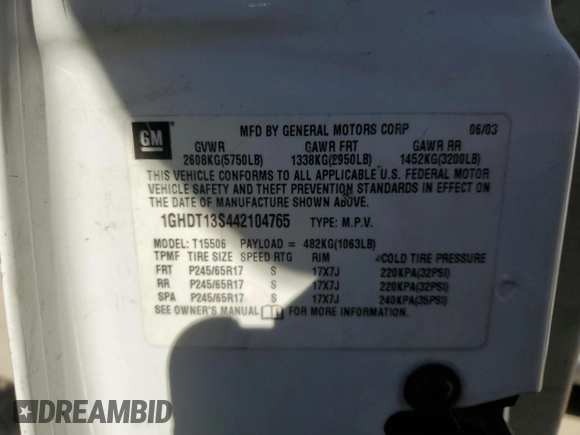 GM
MFD BY GENERAL MOTORS CORP 06/03
GVWR GAWR FRT GAWR RR
2608KG(5750LB) 1338KG(2950LB) 1452KG(3200LB)
THIS VEHICLE CONFORMS TO ALL APPLICABLE U.S. FEDERAL MOTOR
VEHICLE SAFETY AND THEFT PREVENTION STANDARDS IN EFFECT ON
THE DATE OF MANUFACTURE SHOWN ABOVE.
1GHDT13S442104765 TYPE: M.P.V.
MODEL: T15506 PAYLOAD = 482KG(1063LB)
TPMF TIRE SIZE SPEED RTG RIM COLD TIRE PRESSURE
FRT P245/65R17 S 17X7J 220KPA(32PSI)
RR P245/65R17 S 17X7J 220KPA(32PSI)
SPA P245/65R17 S 17X7J 240KPA(35PSI)
SEE OWNER'S MANUAL FOR MORE INFORMATION.
DREAMBID